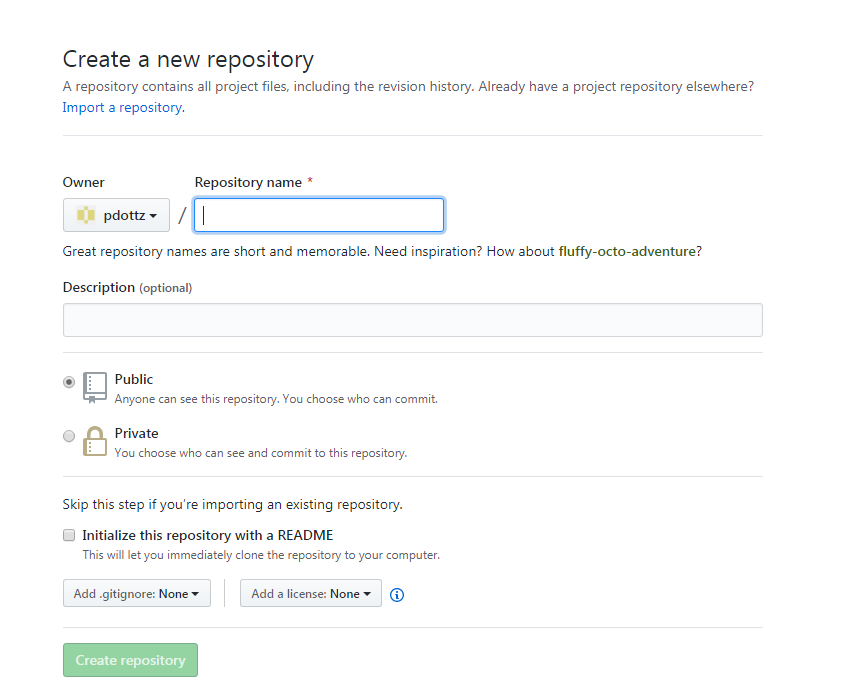 Create a new repository
A repository contains all project files, including the revision history. Already have a project repository elsewhere?
Import a repository.
Owner
Repository name *
pdottz /
Great repository names are short and memorable. Need inspiration? How about fluffy-octo-adventure?
Description (optional)
Public
Anyone can see this repository. You choose who can commit.
Private
You choose who can see and commit to this repository.
Skip this step if you’re importing an existing repository.
Initialize this repository with a README
This will let you immediately clone the repository to your computer.
Add .gitignore: None
Add a license: None
Create repository